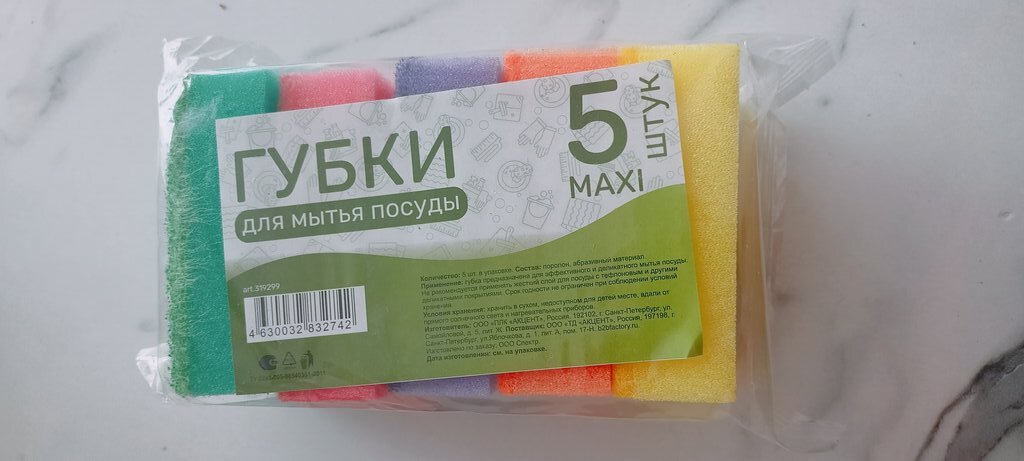 ГУБКИ
для мытья посуды
5
ШТУК
MAXI
art.319299
4 630032 832742
Количество: 5 шт. в упаковке. Состав: поролон, абразивный материал.
Применение: губка предназначена для эффективного и деликатного мытья посуды.
Не рекомендуется применять жесткий слой для посуды с тефлоновым и другими
деликатными покрытиями. Срок годности не ограничен при соблюдении условий
хранения.
Условия хранения: хранить в сухом, недоступном для детей месте, вдали от
прямого солнечного света и нагревательных приборов.
Изготовитель: ООО «ПЛК «АКЦЕНТ», Россия, 192102, г. Санкт-Петербург, ул.
д. 5, лит. Ж. Поставщик: ООО «ТД «АКЦЕНТ», Россия, 197198, г.
Санкт-Петербург, ул.Яблочкова, д. 1, лит. А, пом. 17-Н. b2bfactory.ru.
Изготовлено по заказу: ООО Спектр.
Дата изготовления: см. на упаковке.